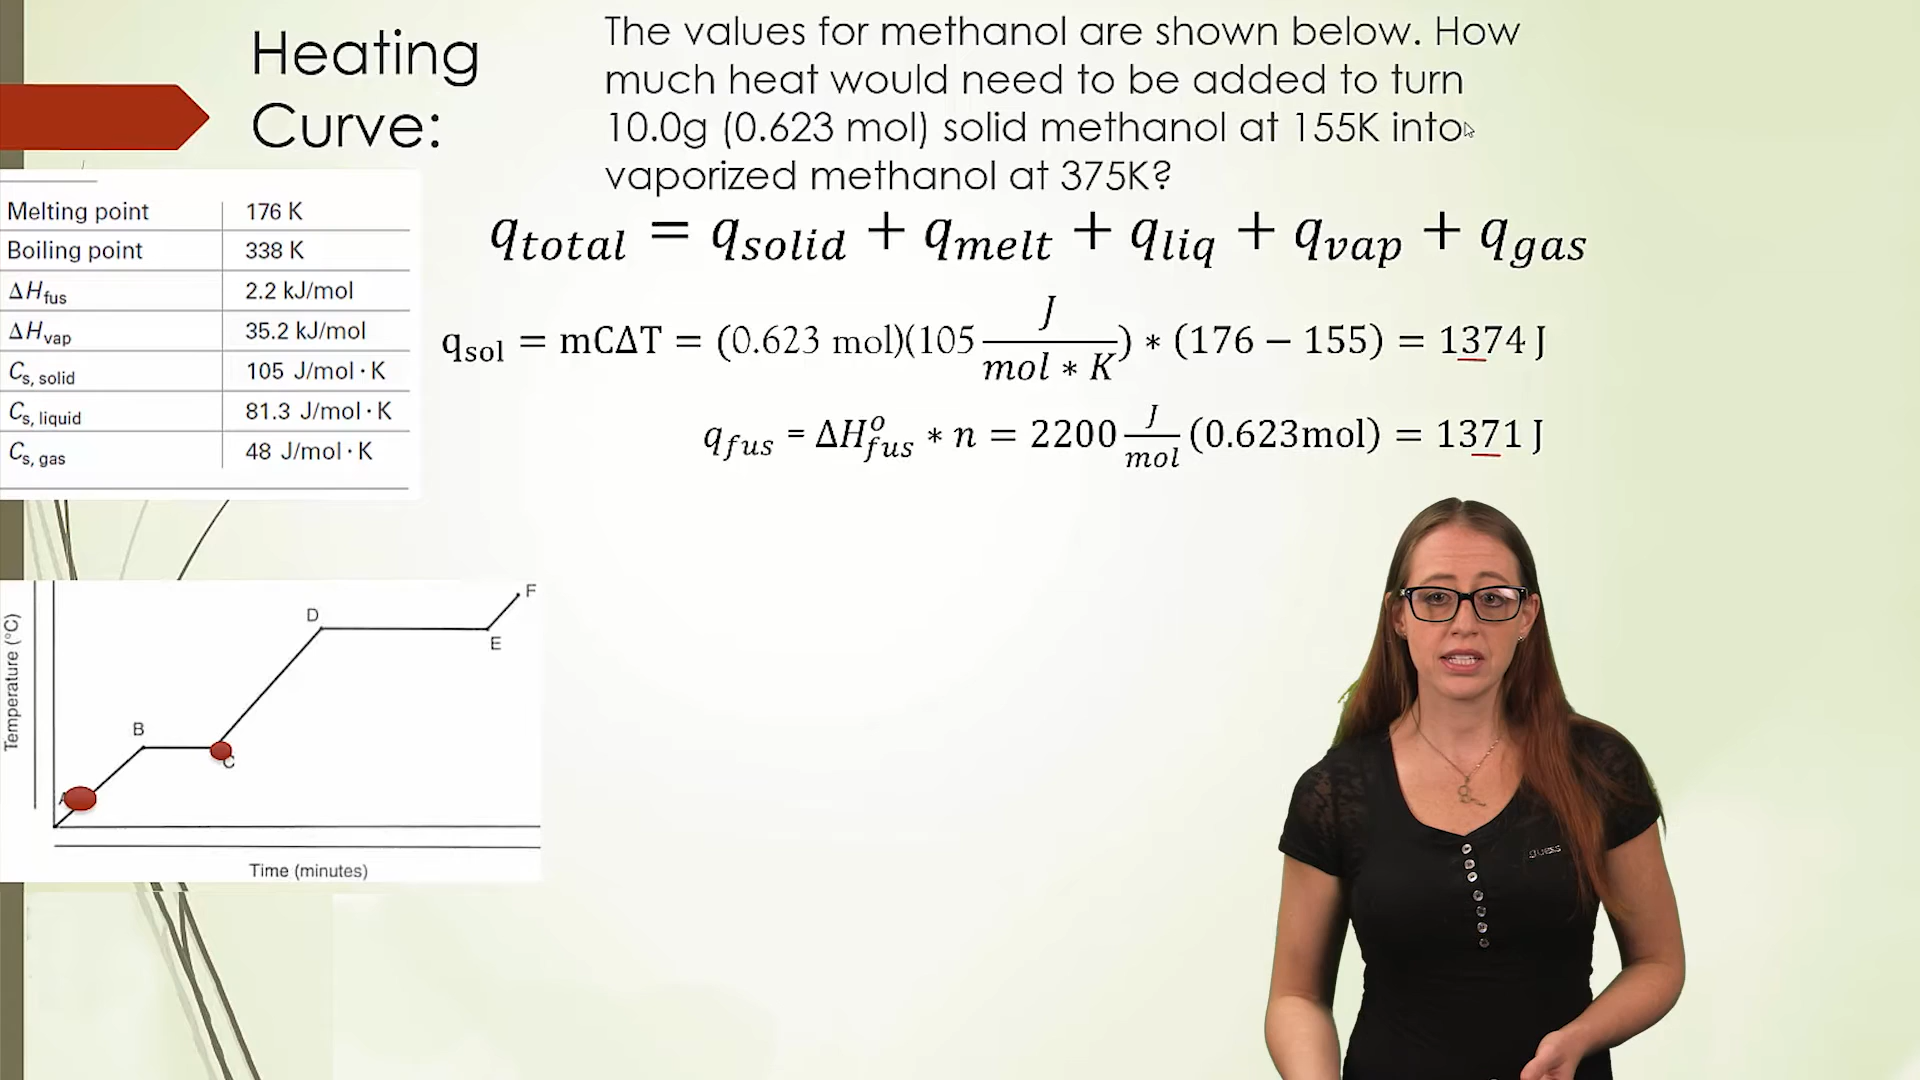 Heating
Curve:
The values for methanol are shown below. How
much heat would need to be added to turn
10.0g (0.623 mol) solid methanol at 155K into
vaporized methanol at 375K?
q_total = q_solid + q_melt + q_liq + q_vap + q_gas
q_sol = mCΔT = (0.623 mol)(105 J/(mol * K)) * (176 − 155) = 1374 J
q_fus = ΔH°_fus * n = 2200 J/mol (0.623mol) = 1371 J
Melting point 176 K
Boiling point 338 K
ΔH_fus 2.2 kJ/mol
ΔH_vap 35.2 kJ/mol
C_s, solid 105 J/mol · K
C_s, liquid 81.3 J/mol · K
C_s, gas 48 J/mol · K
Temperature (°C)
A
B
C
D
E
F
Time (minutes)
guess